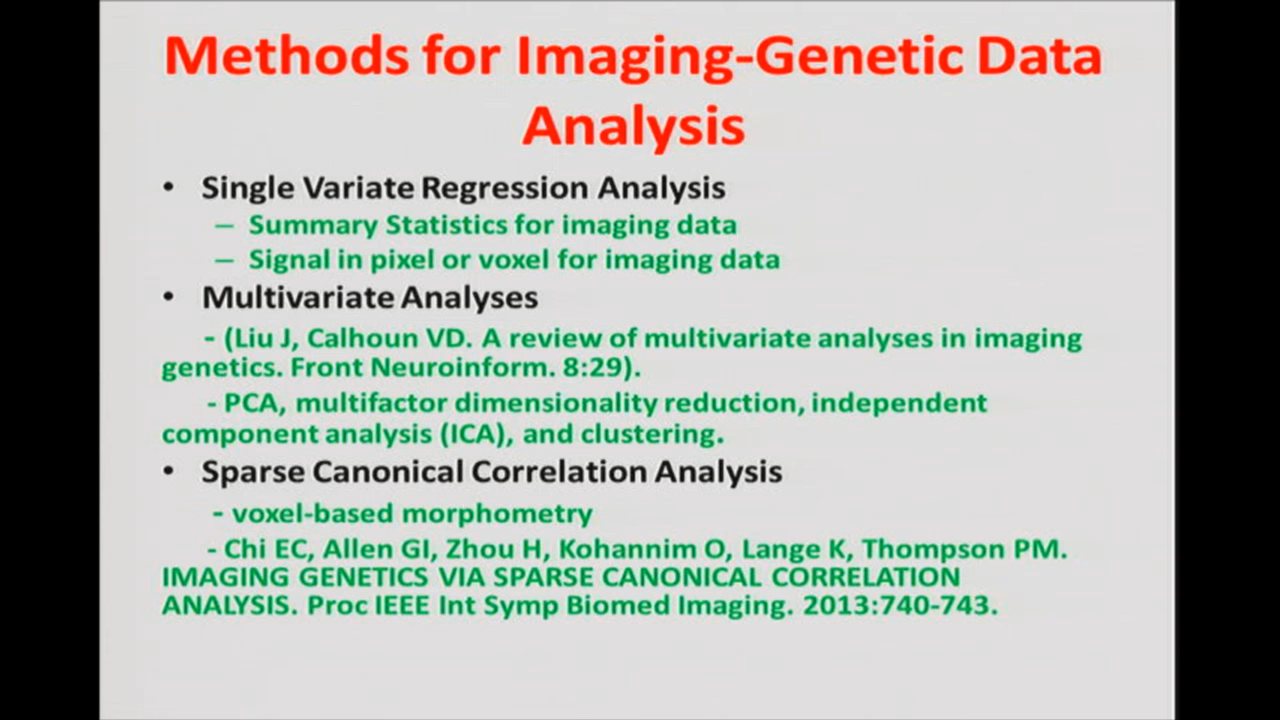 Methods for Imaging-Genetic Data
Analysis
• Single Variate Regression Analysis
– Summary Statistics for imaging data
– Signal in pixel or voxel for imaging data
• Multivariate Analyses
- (Liu J, Calhoun VD. A review of multivariate analyses in imaging
genetics. Front Neuroinform. 8:29).
- PCA, multifactor dimensionality reduction, independent
component analysis (ICA), and clustering.
• Sparse Canonical Correlation Analysis
- voxel-based morphometry
- Chi EC, Allen GI, Zhou H, Kohannim O, Lange K, Thompson PM.
IMAGING GENETICS VIA SPARSE CANONICAL CORRELATION
ANALYSIS. Proc IEEE Int Symp Biomed Imaging. 2013:740-743.